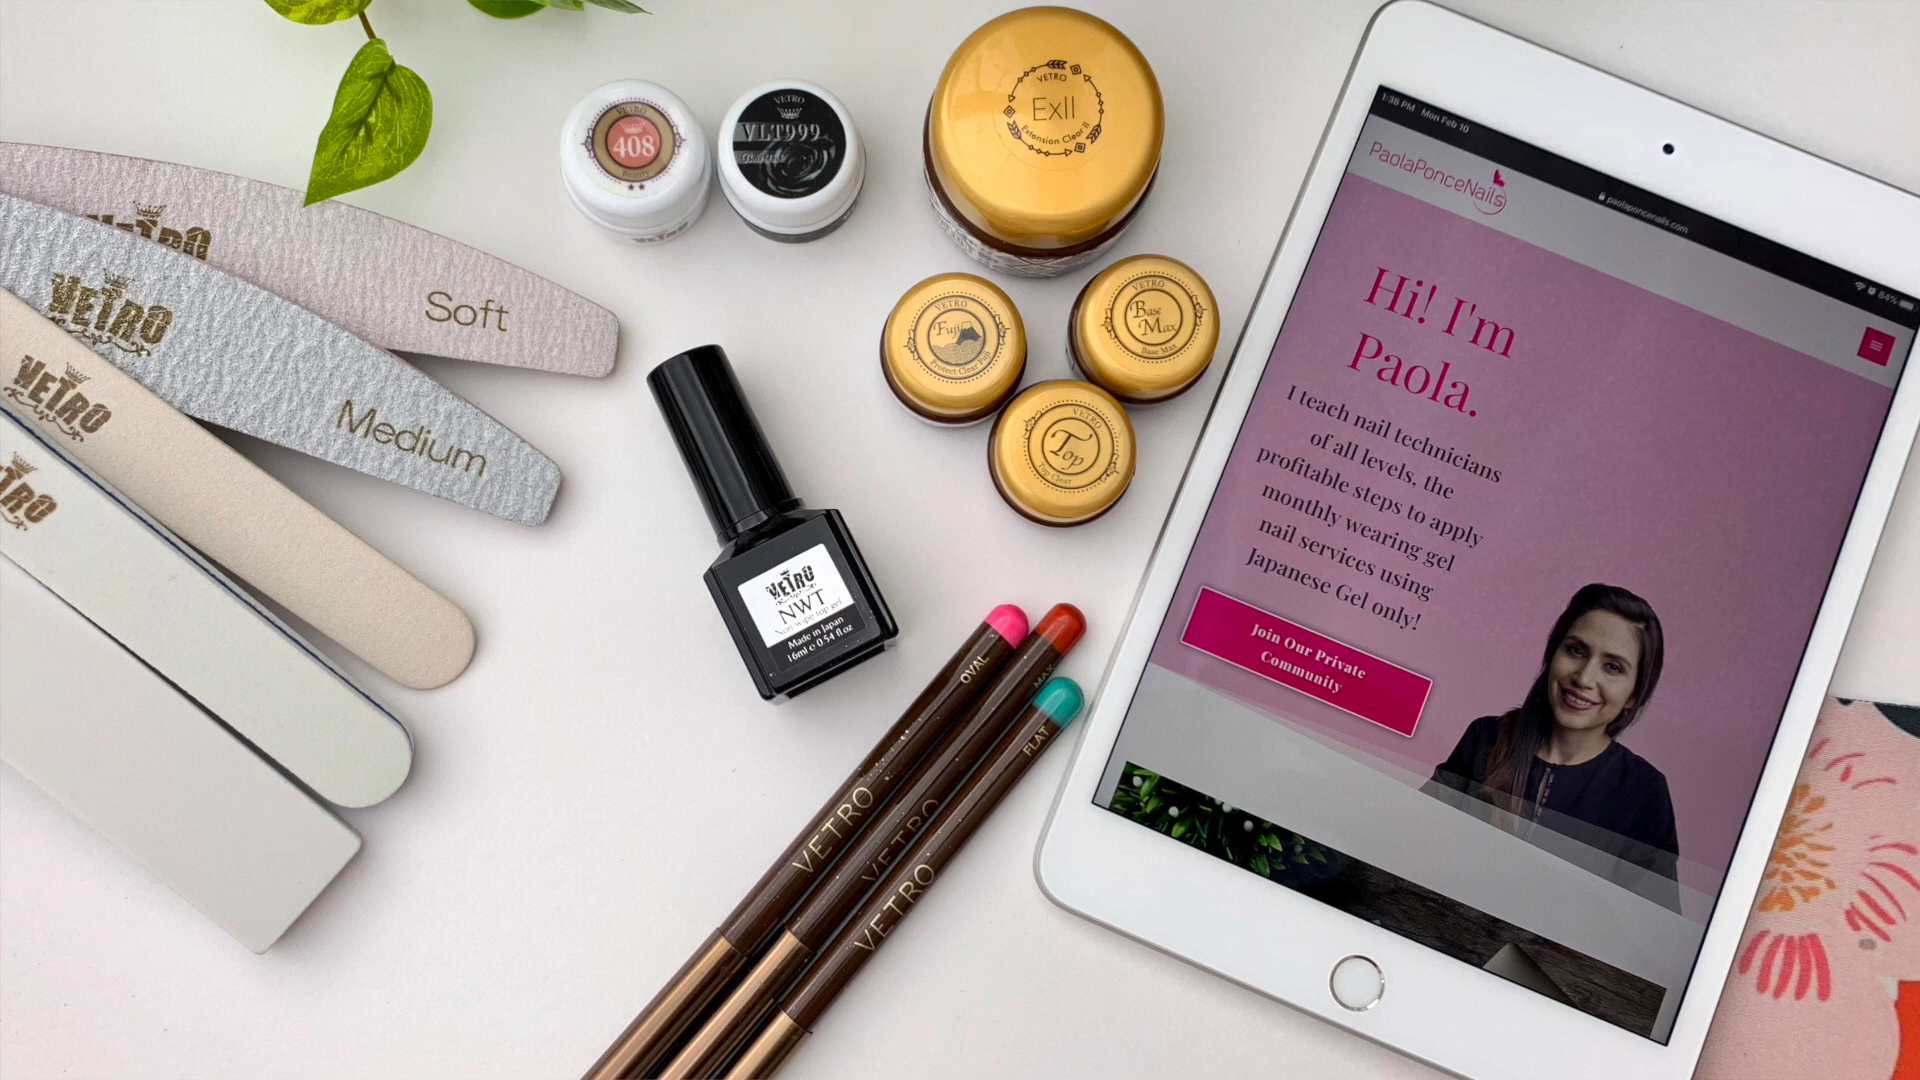 VETRO
Soft
VETRO
Medium
VETRO
VETRO
408
Beauty
VETRO
VLT999
VETRO
ExII
Extension Clear II
VETRO
Fuji
Protect Clear Fuji
VETRO
Base
Max
Base Max
VETRO
Top
Top Clear
VETRO
NWT
Non wipe top gel
Made in Japan
16ml e 0.54 fl.oz
OVAL
VETRO
MAX
VETRO
FLAT
VETRO
1:38 PM Mon Feb 10
paolaponcenails.com
84%
PaolaPonceNails
Hi! I'm
Paola.
I teach nail technicians
of all levels, the
profitable steps to apply
monthly wearing gel
nail services using
Japanese Gel only!
Join Our Private
Community